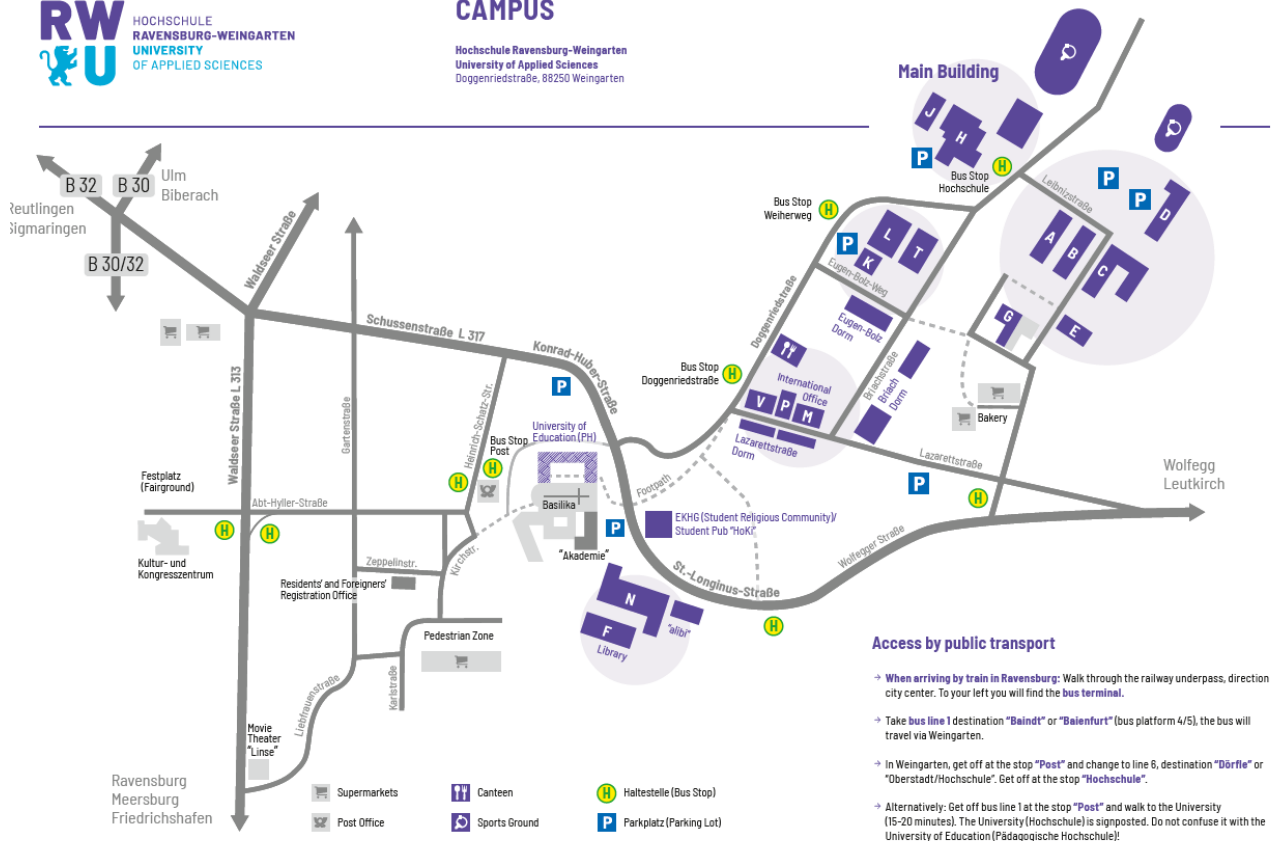 RW
U
HOCHSCHULE
RAVENSBURG-WEINGARTEN
UNIVERSITY
OF APPLIED SCIENCES
CAMPUS
Hochschule Ravensburg-Weingarten
University of Applied Sciences
Doggenriedstraße, 88250 Weingarten
Main Building
J
H
P
H
Bus Stop
Hochschule
Leibnizstraße
P
P
D
A
B
C
G
E
B 32
B 30
Ulm
Biberach
Reutlingen
Sigmaringen
B 30/32
Waldseer Straße
Bus Stop
Weiherweg
H
P
L
T
K
Eugen-Bolz-Weg
Eugen-Bolz
Dorm
Doggenriedstraße
Schussenstraße L 317
Konrad-Huber-Straße
P
Bus Stop
Doggenriedstraße
H
International
Office
V
P
M
Briachstraße
Briach
Dorm
Bakery
Lazarettstraße
Dorm
Lazarettstraße
P
H
Wolfegg
Leutkirch
Waldseer Straße L 313
Gartenstraße
Heinrich-Schatz-Str.
University of
Education (PH)
Bus Stop
Post
H
H
Festplatz
(Fairground)
Abt-Hyller-Straße
H
H
Kultur- und
Kongresszentrum
Basilika
"Akademie"
P
Footpath
EKHG (Student Religious Community)/
Student Pub "HoKi"
Zeppelinstr.
Kirchstr.
Residents' and Foreigners'
Registration Office
St.-Longinus-Straße
Wolfegger Straße
H
N
F
"alibi"
Library
Pedestrian Zone
Karlstraße
Liebfrauenstraße
Movie
Theater
"Linse"
Ravensburg
Meersburg
Friedrichshafen
Supermarkets
Post Office
Canteen
Sports Ground
H Haltestelle (Bus Stop)
P Parkplatz (Parking Lot)
Access by public transport
→ When arriving by train in Ravensburg: Walk through the railway underpass, direction
city center. To your left you will find the bus terminal.
→ Take bus line 1 destination "Baindt" or "Baienfurt" (bus platform 4/5), the bus will
travel via Weingarten.
→ In Weingarten, get off at the stop "Post" and change to line 6, destination "Dörfle" or
"Oberstadt/Hochschule". Get off at the stop "Hochschule".
→ Alternatively: Get off bus line 1 at the stop "Post" and walk to the University
(15-20 minutes). The University (Hochschule) is signposted. Do not confuse it with the
University of Education (Pädagogische Hochschule)!